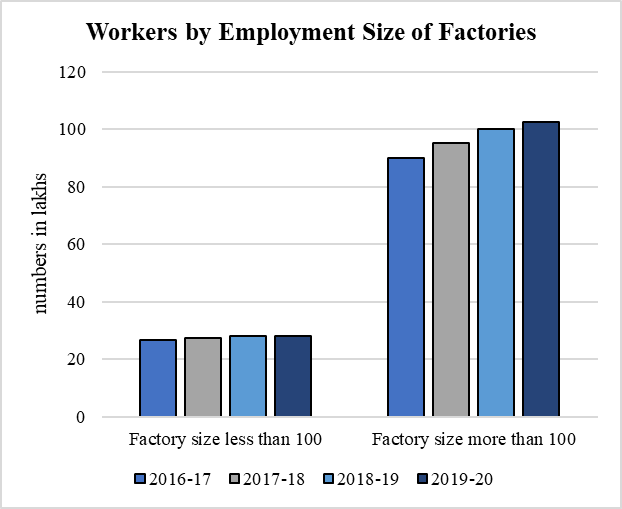 Workers by Employment Size of Factories
numbers in lakhs
120
100
80
60
40
20
0
Factory size less than 100
Factory size more than 100
2016-17
2017-18
2018-19
2019-20